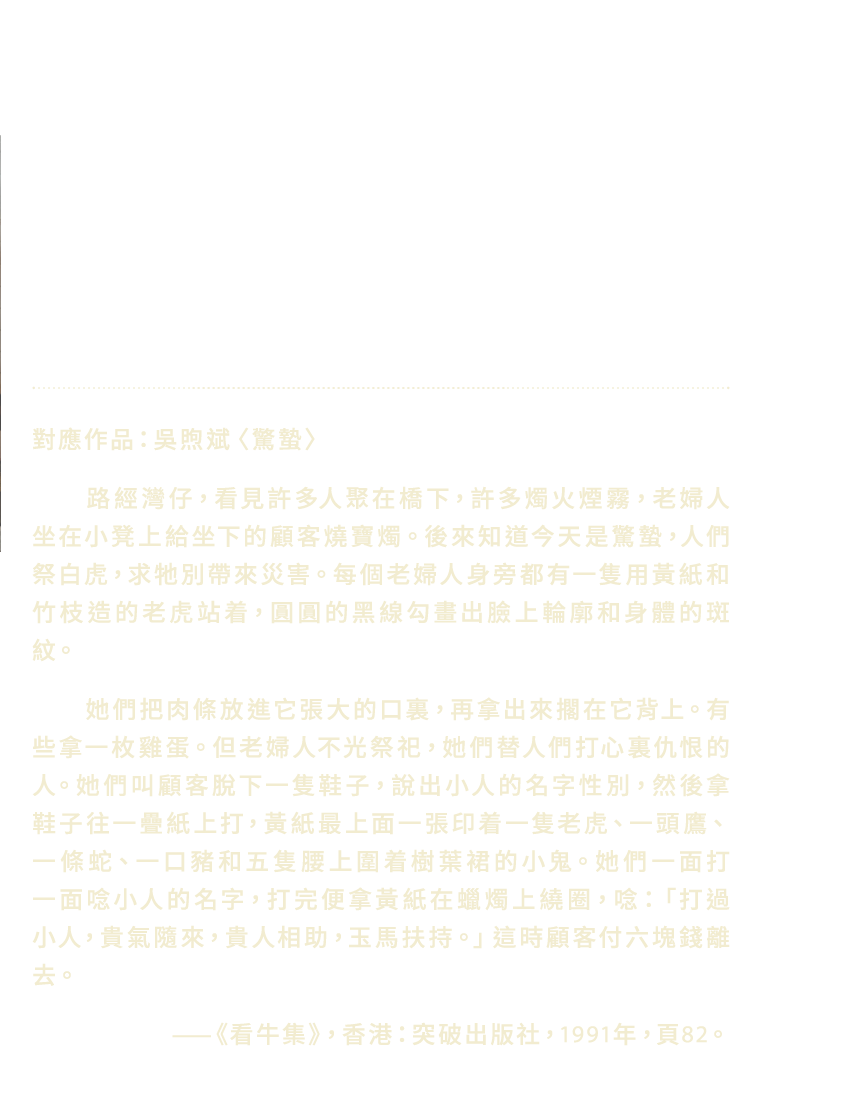 對應作品：吳煦斌〈驚蟄〉
路經灣仔，看見許多人聚在橋下，許多燭火煙霧，老婦人
坐在小凳上給坐下的顧客燒寶燭。後來知道今天是驚蟄，人們
祭白虎，求牠別帶來災害。每個老婦人身旁都有一隻用黃紙和
竹枝造的老虎站着，圓圓的黑線勾畫出臉上輪廓和身體的斑
紋。
她們把肉條放進它張大的口裏，再拿出來擱在它背上。有
些拿一枚雞蛋。但老婦人不光祭祀，她們替人們打心裏仇恨的
人。她們叫顧客脫下一隻鞋子，說出小人的名字性別，然後拿
鞋子往一疊紙上打，黃紙最上面一張印着一隻老虎、一頭鷹、
一條蛇、一口豬和五隻腰上圍着樹葉裙的小鬼。她們一面打
一面唸小人的名字，打完便拿黃紙在蠟燭上繞圈，唸：「打過
小人，貴氣隨來，貴人相助，玉馬扶持。」這時顧客付六塊錢離
去。
——《看牛集》，香港：突破出版社，1991年，頁82。